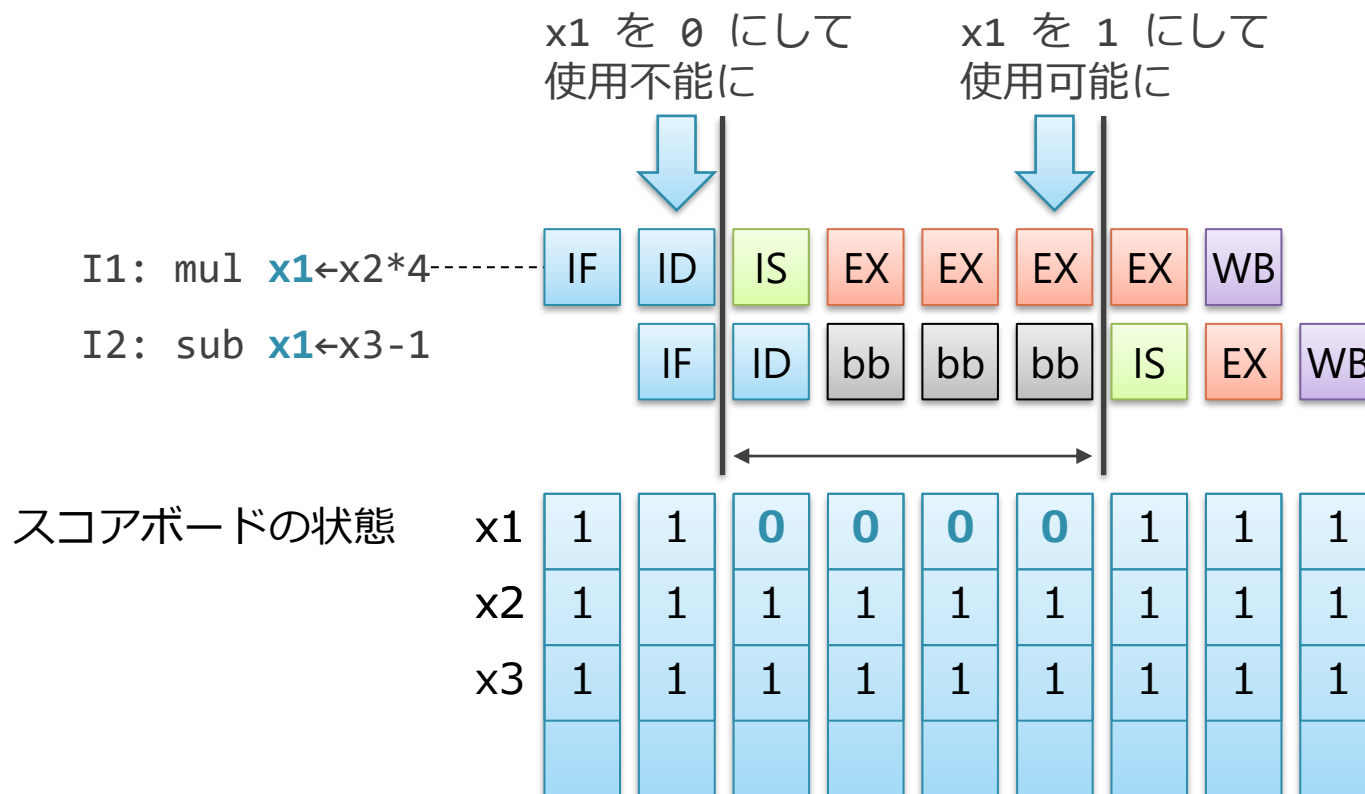 x1 を 0 にして
使用不能に
x1 を 1 にして
使用可能に
I1: mul x1←x2*4 IF ID IS EX EX EX EX WB
I2: sub x1←x3-1 IF ID bb bb bb IS EX WB
スコアボードの状態 x1 1 1 0 0 0 0 1 1 1
x2 1 1 1 1 1 1 1 1 1
x3 1 1 1 1 1 1 1 1 1